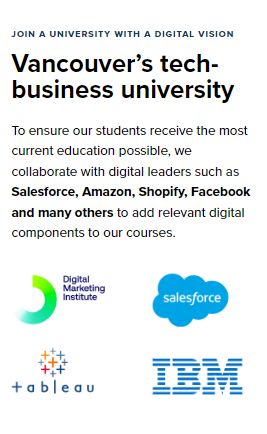 JOIN A UNIVERSITY WITH A DIGITAL VISION
Vancouver's tech-
business university
To ensure our students receive the most
current education possible, we
collaborate with digital leaders such as
Salesforce, Amazon, Shopify, Facebook
and many others to add relevant digital
components to our courses.
Digital
Marketing
Institute
salesforce
tableau
IBM